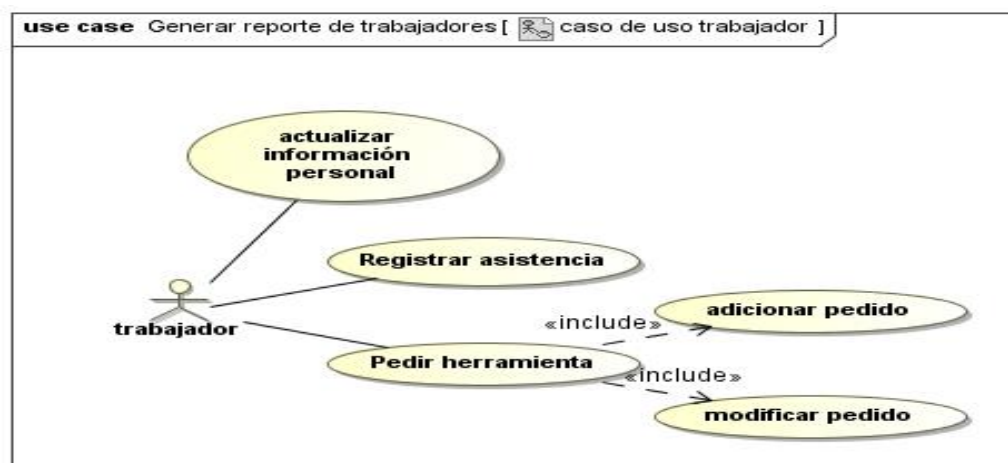 use case Generar reporte de trabajadores [ caso de uso trabajador ]
actualizar
información
personal
Registrar asistencia
trabajador
«include»
adicionar pedido
Pedir herramienta
«include»
modificar pedido